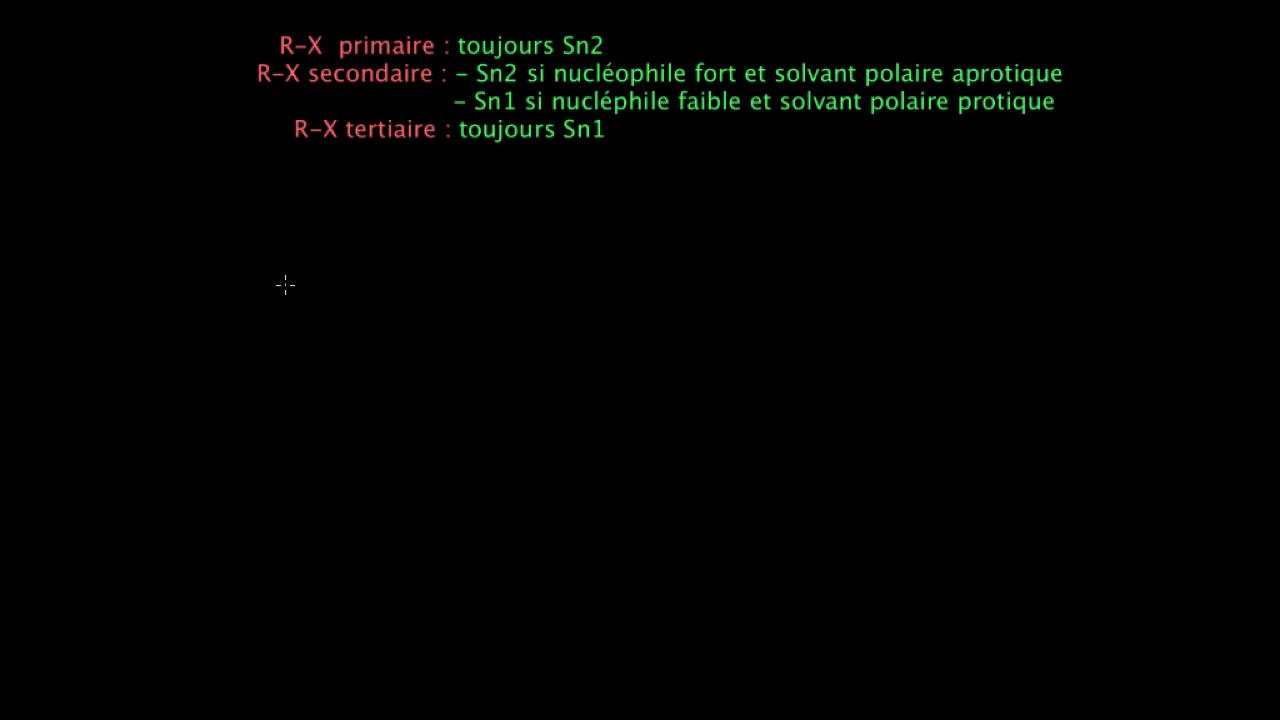 R-X primaire : toujours Sn2
R-X secondaire : - Sn2 si nucléophile fort et solvant polaire aprotique
- Sn1 si nucléphile faible et solvant polaire protique
R-X tertiaire : toujours Sn1